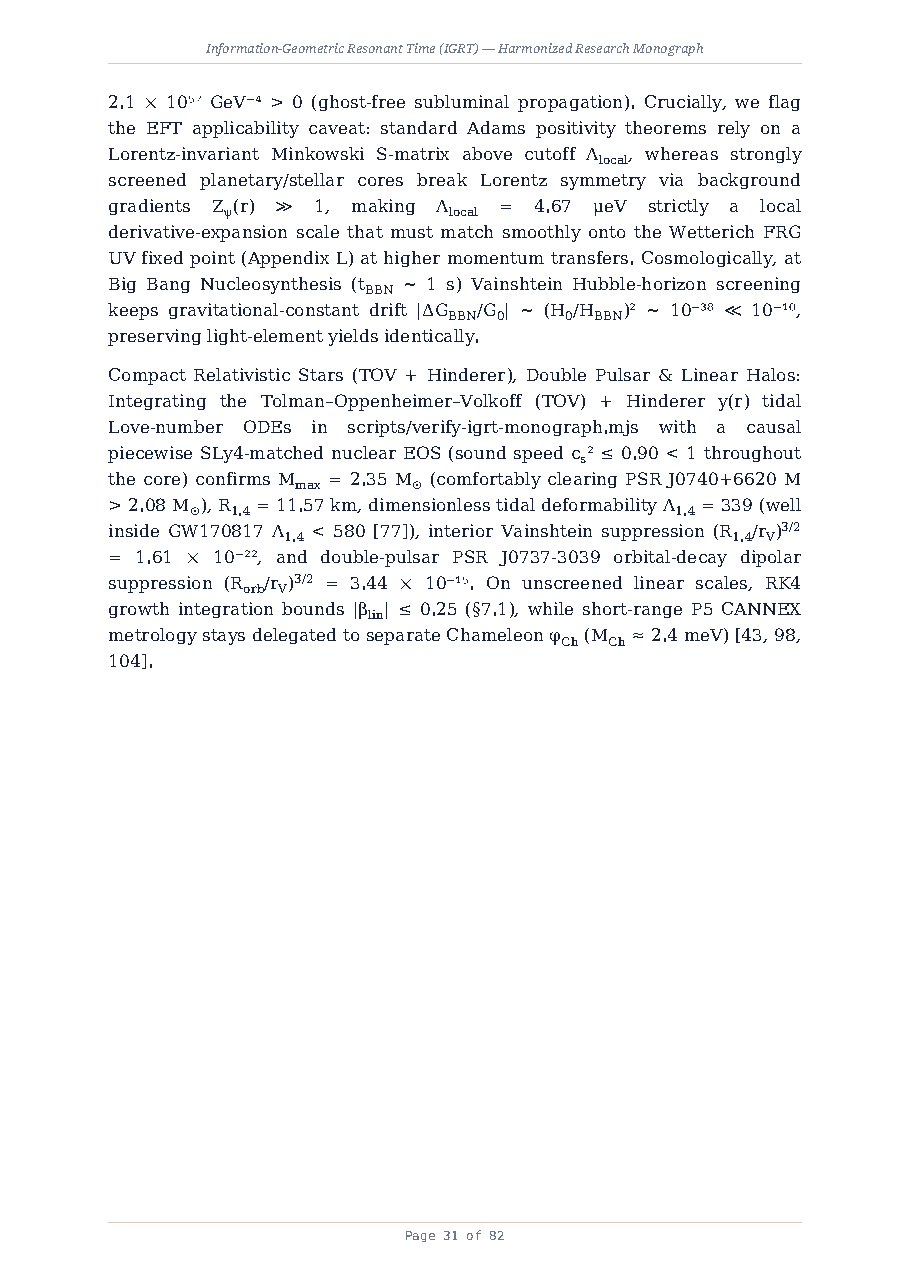 Information-Geometric Resonant Time (IGRT) — Harmonized Research Monograph
2.1 × 10⁵⁷ GeV⁻⁴ > 0 (ghost-free subluminal propagation). Crucially, we flag
the EFT applicability caveat: standard Adams positivity theorems rely on a
Lorentz-invariant Minkowski S-matrix above cutoff Λlocal, whereas strongly
screened planetary/stellar cores break Lorentz symmetry via background
gradients Zψ(r) ≫ 1, making Λlocal = 4.67 μeV strictly a local
derivative-expansion scale that must match smoothly onto the Wetterich FRG
UV fixed point (Appendix L) at higher momentum transfers. Cosmologically, at
Big Bang Nucleosynthesis (tBBN ~ 1 s) Vainshtein Hubble-horizon screening
keeps gravitational-constant drift |ΔGBBN/G₀| ~ (H₀/HBBN)² ~ 10⁻³⁸ ≪ 10⁻¹⁰,
preserving light-element yields identically.
Compact Relativistic Stars (TOV + Hinderer), Double Pulsar & Linear Halos:
Integrating the Tolman–Oppenheimer–Volkoff (TOV) + Hinderer y(r) tidal
Love-number ODEs in scripts/verify-igrt-monograph.mjs with a causal
piecewise SLy4-matched nuclear EOS (sound speed cₛ² ≤ 0.90 < 1 throughout
the core) confirms Mmax = 2.35 M⊙ (comfortably clearing PSR J0740+6620 M
> 2.08 M⊙), R1.4 = 11.57 km, dimensionless tidal deformability Λ1.4 = 339 (well
inside GW170817 Λ1.4 < 580 [77]), interior Vainshtein suppression (R1.4/rV)3/2
= 1.61 × 10⁻²², and double-pulsar PSR J0737-3039 orbital-decay dipolar
suppression (Rorb/rV)3/2 = 3.44 × 10⁻¹⁵. On unscreened linear scales, RK4
growth integration bounds |βlin| ≤ 0.25 (§7.1), while short-range P5 CANNEX
metrology stays delegated to separate Chameleon φCh (MCh ≈ 2.4 meV) [43, 98,
104].
Page 31 of 82